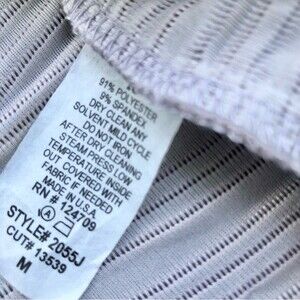 91% POLYESTER
9% SPANDEX
DRY CLEAN ANY
SOLVENT MILD CYCLE
DO NOT IRON
AFTER DRY CLEANING
STEAM PRESS LOW
TEMPERATURE INSIDE
OUT COVERED WITH
FABRIC IF NEEDED
MADE IN U.S.A.
RN # 124709
A
STYLE# 2055J
CUT# 13539
M